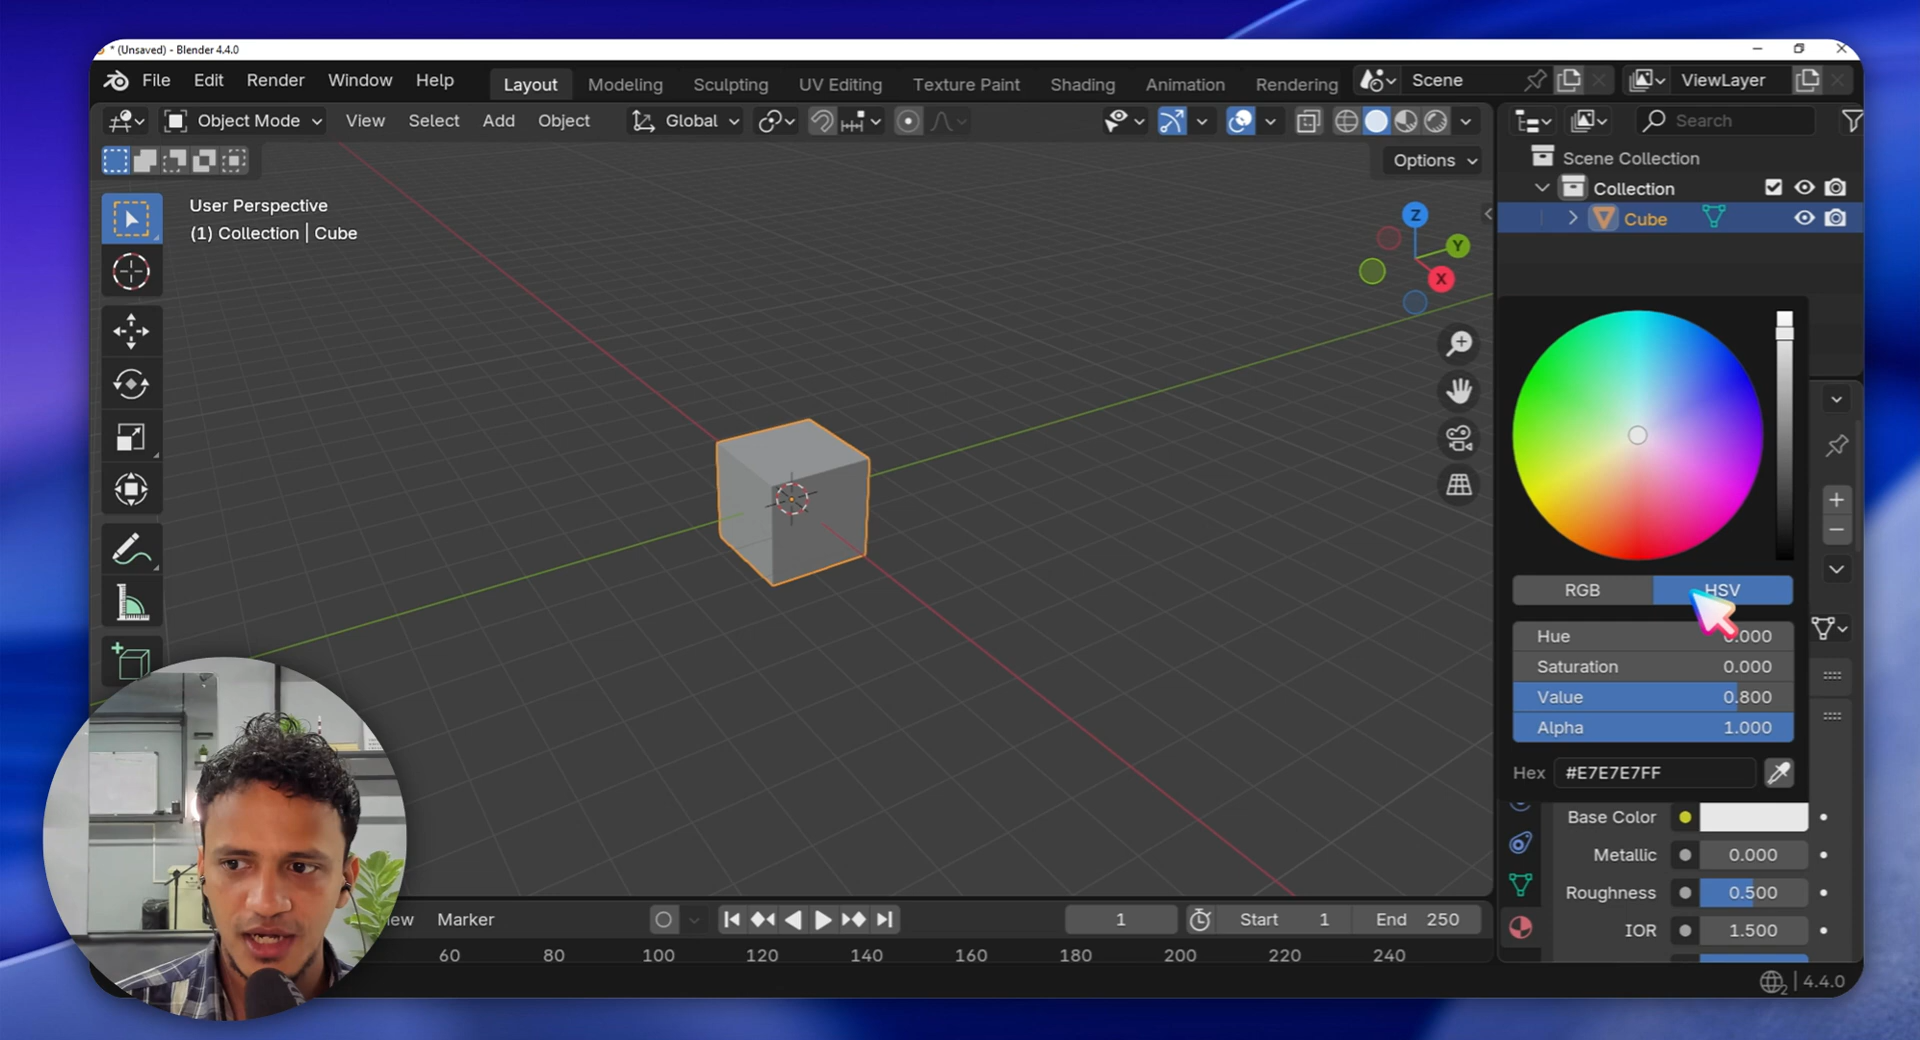 * (Unsaved) - Blender 4.4.0
File Edit Render Window Help Layout Modeling Sculpting UV Editing Texture Paint Shading Animation Rendering Scene ViewLayer
Object Mode View Select Add Object Global Search
Options
Scene Collection
Collection
Cube
User Perspective
(1) Collection | Cube
Z
Y
X
RGB HSV
Hue 0.000
Saturation 0.000
Value 0.800
Alpha 1.000
Hex #E7E7E7FF
Base Color
Metallic 0.000
Roughness 0.500
IOR 1.500
Marker 1 Start 1 End 250
60 80 100 120 140 160 180 200 220 240
2 | 4.4.0